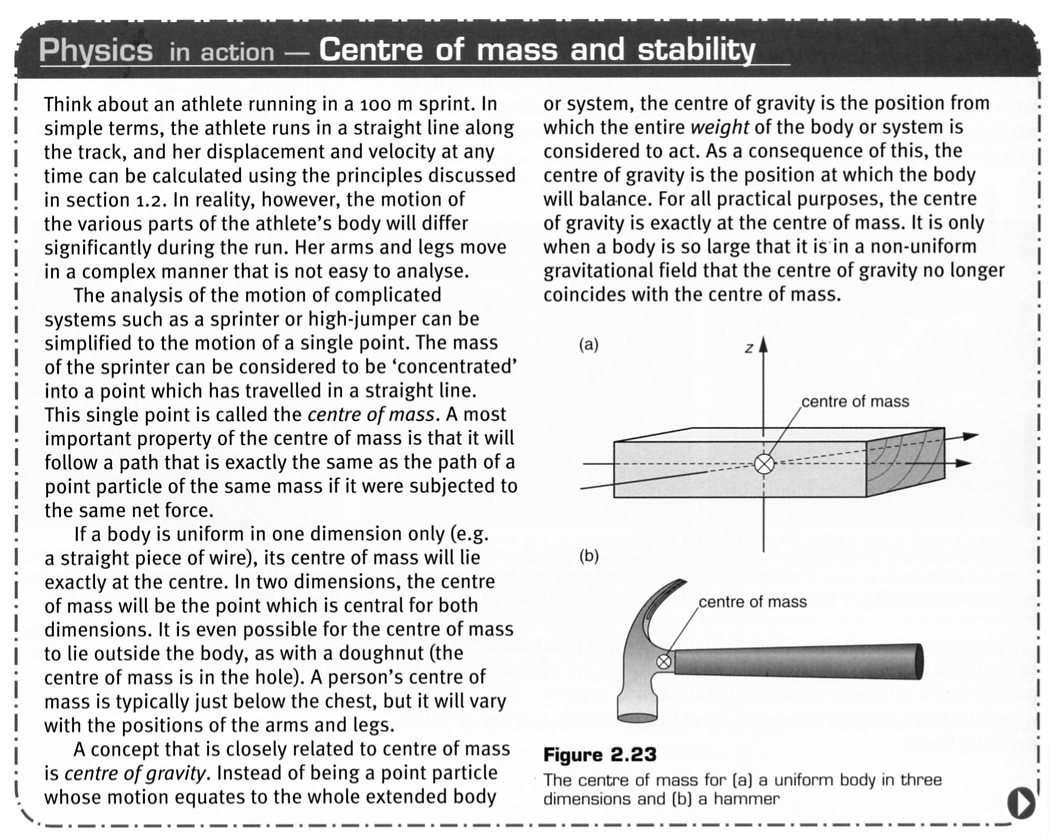 Physics in action — Centre of mass and stability
Think about an athlete running in a 100 m sprint. In
simple terms, the athlete runs in a straight line along
the track, and her displacement and velocity at any
time can be calculated using the principles discussed
in section 1.2. In reality, however, the motion of
the various parts of the athlete's body will differ
significantly during the run. Her arms and legs move
in a complex manner that is not easy to analyse.
The analysis of the motion of complicated
systems such as a sprinter or high-jumper can be
simplified to the motion of a single point. The mass
of the sprinter can be considered to be 'concentrated'
into a point which has travelled in a straight line.
This single point is called the centre of mass. A most
important property of the centre of mass is that it will
follow a path that is exactly the same as the path of a
point particle of the same mass if it were subjected to
the same net force.
If a body is uniform in one dimension only (e.g.
a straight piece of wire), its centre of mass will lie
exactly at the centre. In two dimensions, the centre
of mass will be the point which is central for both
dimensions. It is even possible for the centre of mass
to lie outside the body, as with a doughnut (the
centre of mass is in the hole). A person's centre of
mass is typically just below the chest, but it will vary
with the positions of the arms and legs.
A concept that is closely related to centre of mass
is centre of gravity. Instead of being a point particle
whose motion equates to the whole extended body
or system, the centre of gravity is the position from
which the entire weight of the body or system is
considered to act. As a consequence of this, the
centre of gravity is the position at which the body
will balance. For all practical purposes, the centre
of gravity is exactly at the centre of mass. It is only
when a body is so large that it is in a non-uniform
gravitational field that the centre of gravity no longer
coincides with the centre of mass.
(a)
z
centre of mass
(b)
centre of mass
Figure 2.23
The centre of mass for (a) a uniform body in three
dimensions and (b) a hammer